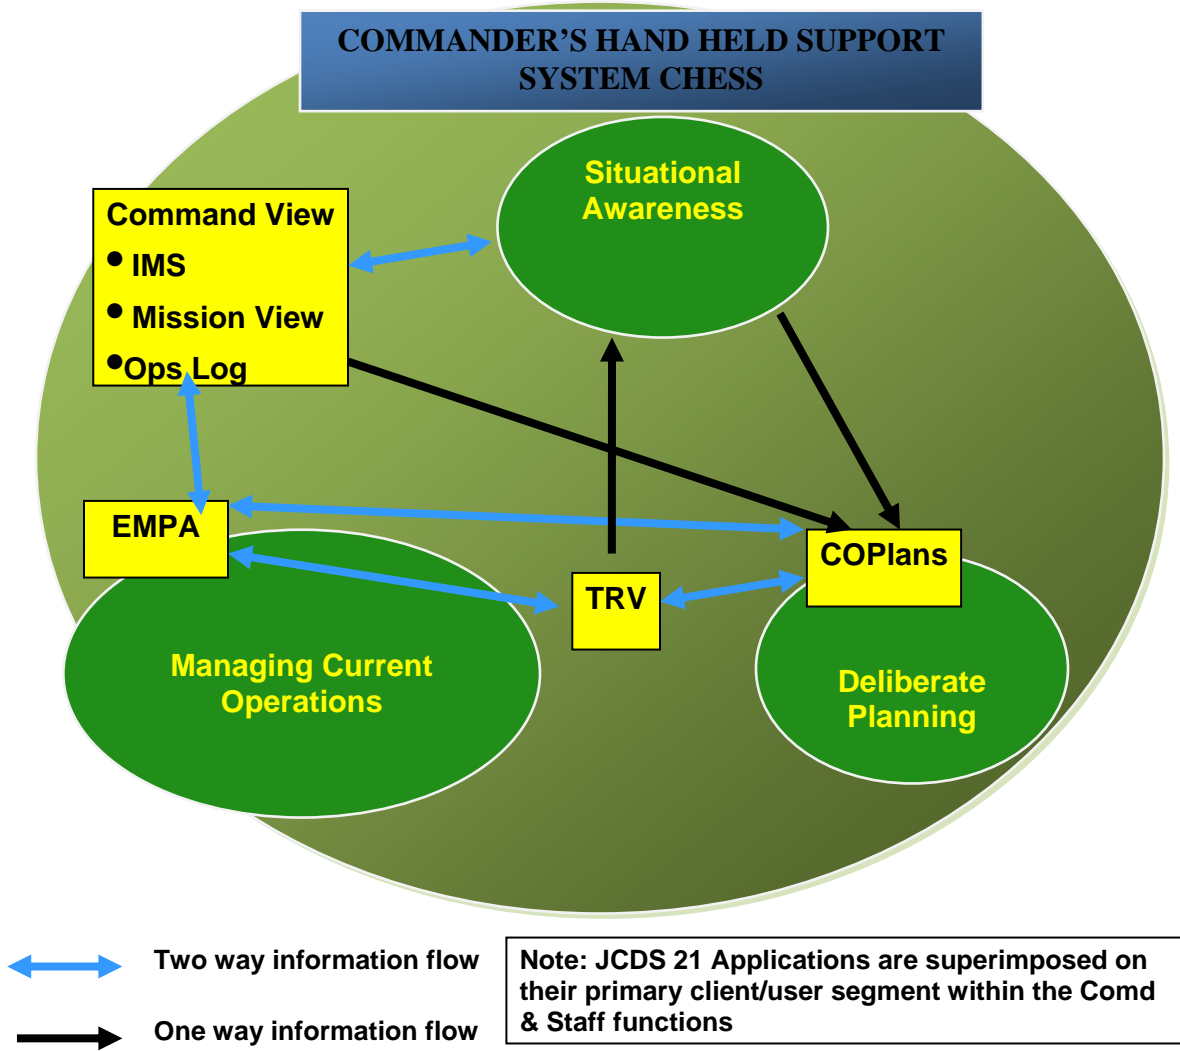 COMMANDER’S HAND HELD SUPPORT
SYSTEM CHESS
Situational
Awareness
Command View
• IMS
• Mission View
•Ops Log
EMPA
COPlans
TRV
Managing Current
Operations
Deliberate
Planning
Two way information flow
One way information flow
Note: JCDS 21 Applications are superimposed on
their primary client/user segment within the Comd
& Staff functions